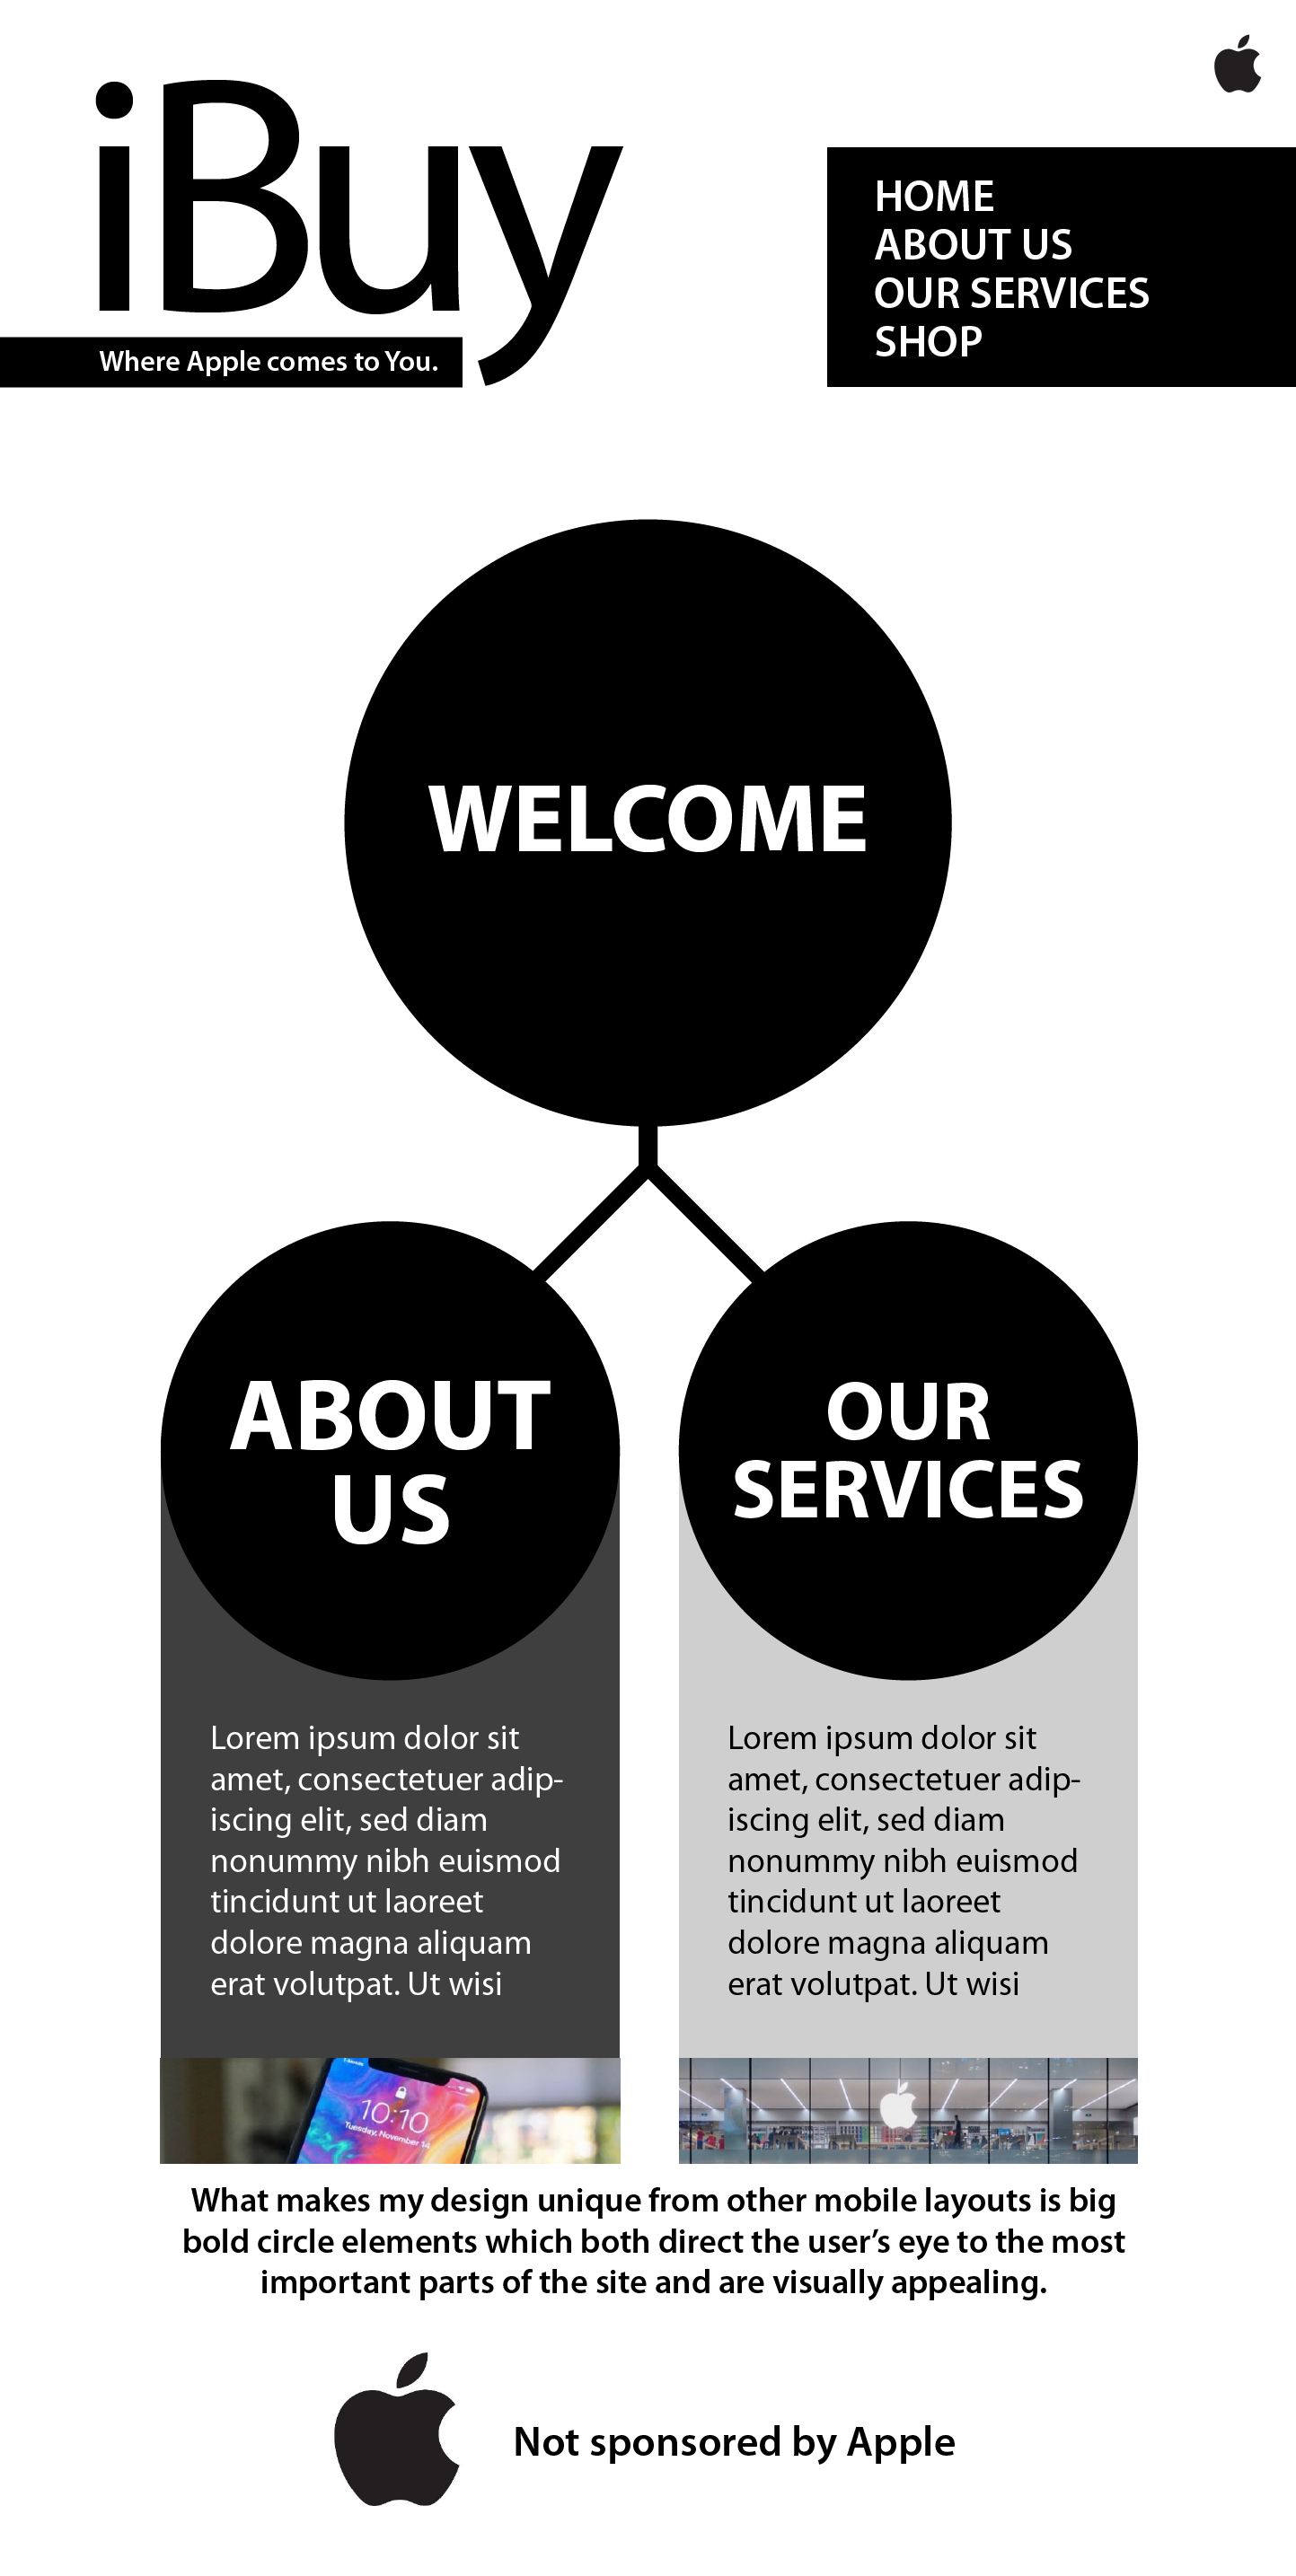 iBuy
Where Apple comes to You.
HOME
ABOUT US
OUR SERVICES
SHOP
WELCOME
ABOUT
US
Lorem ipsum dolor sit
amet, consectetuer adip-
iscing elit, sed diam
nonummy nibh euismod
tincidunt ut laoreet
dolore magna aliquam
erat volutpat. Ut wisi
10:10
Tuesday, November 14
OUR
SERVICES
Lorem ipsum dolor sit
amet, consectetuer adip-
iscing elit, sed diam
nonummy nibh euismod
tincidunt ut laoreet
dolore magna aliquam
erat volutpat. Ut wisi
What makes my design unique from other mobile layouts is big
bold circle elements which both direct the user’s eye to the most
important parts of the site and are visually appealing.
Not sponsored by Apple